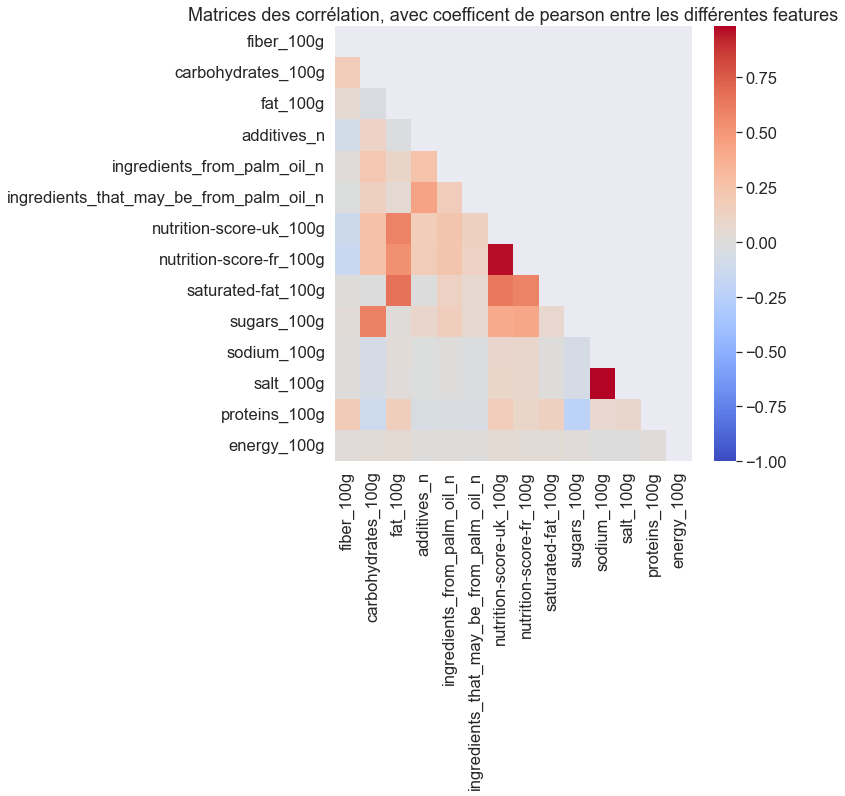 Matrices des corrélation, avec coefficent de pearson entre les différentes features
fiber_100g
carbohydrates_100g
fat_100g
additives_n
ingredients_from_palm_oil_n
ingredients_that_may_be_from_palm_oil_n
nutrition-score-uk_100g
nutrition-score-fr_100g
saturated-fat_100g
sugars_100g
sodium_100g
salt_100g
proteins_100g
energy_100g
fiber_100g
carbohydrates_100g
fat_100g
additives_n
ingredients_from_palm_oil_n
ingredients_that_may_be_from_palm_oil_n
nutrition-score-uk_100g
nutrition-score-fr_100g
saturated-fat_100g
sugars_100g
sodium_100g
salt_100g
proteins_100g
energy_100g
0.75
0.50
0.25
0.00
−0.25
−0.50
−0.75
−1.00